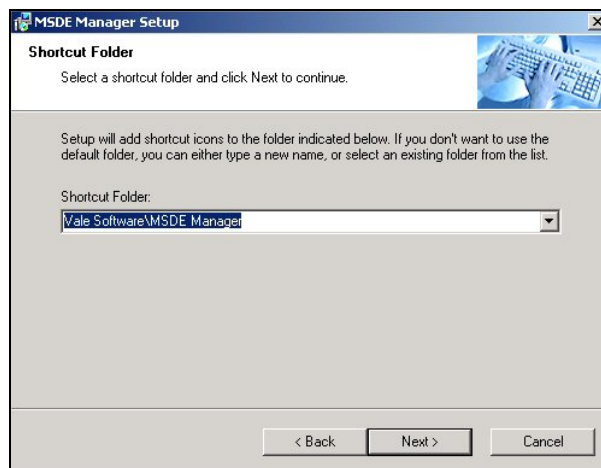 MSDE Manager Setup
Shortcut Folder
Select a shortcut folder and click Next to continue.
Setup will add shortcut icons to the folder indicated below. If you don't want to use the
default folder, you can either type a new name, or select an existing folder from the list.
Shortcut Folder:
Vale Software\MSDE Manager
< Back Next > Cancel